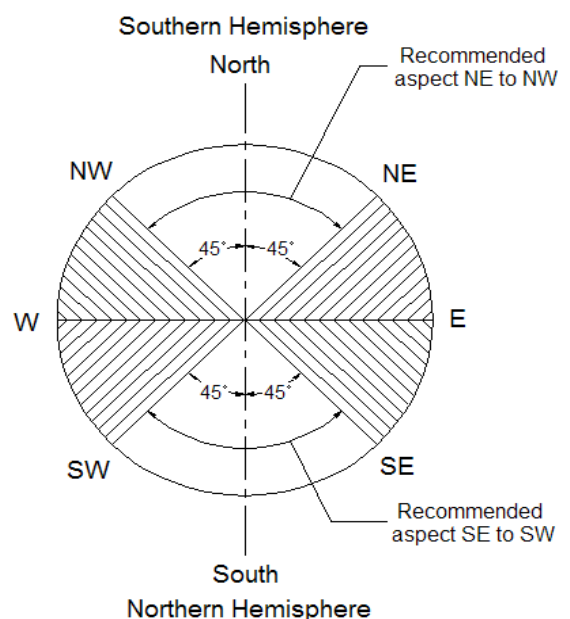 Southern Hemisphere
North
Recommended
aspect NE to NW
NW
NE
45°
45°
W
E
45°
45°
SW
SE
Recommended
aspect SE to SW
South
Northern Hemisphere